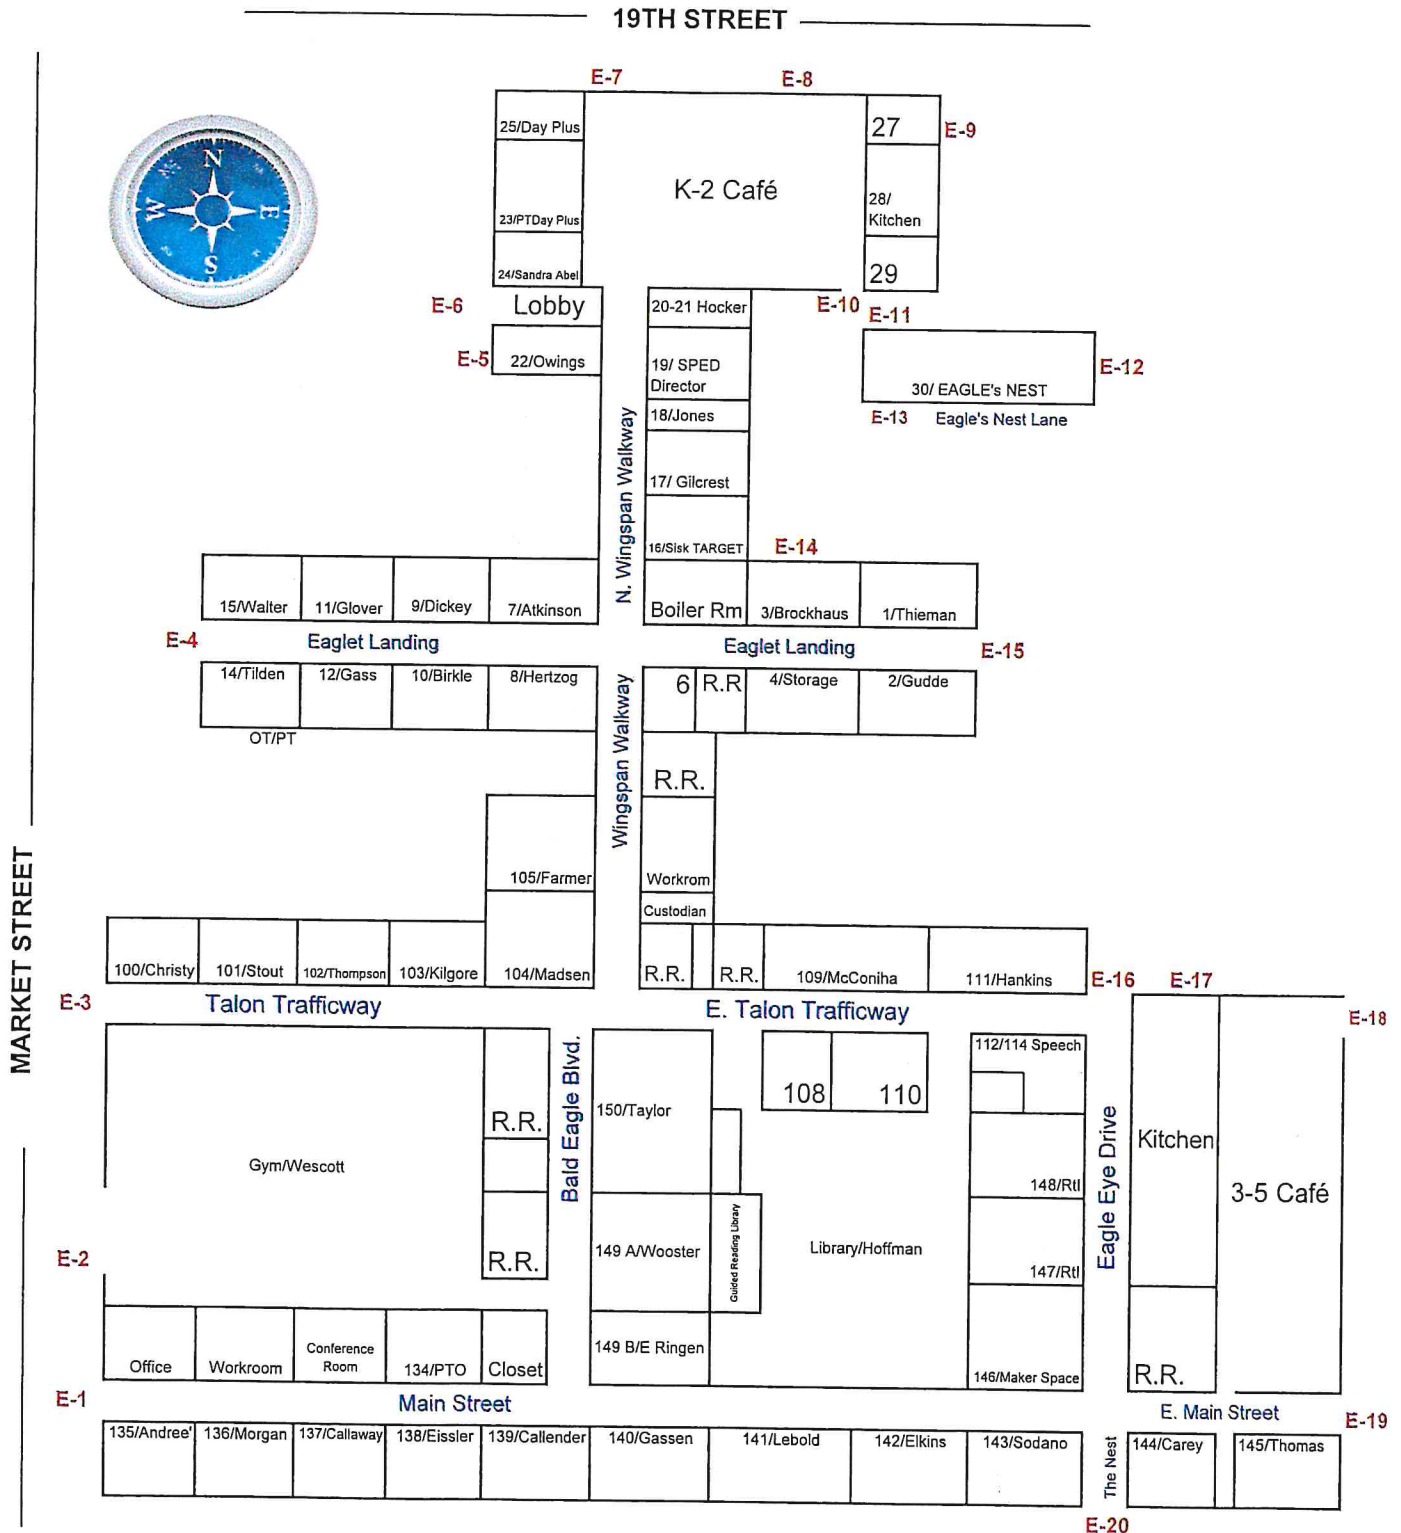 19TH STREET
E-7
E-8
25/Day Plus
27
E-9
N
W
E
S
K-2 Café
28/
Kitchen
23/PTDay Plus
24/Sandra Abel
29
E-6
Lobby
20-21 Hocker
E-10
E-11
E-5
22/Owings
19/ SPED
Director
E-12
30/ EAGLE's NEST
18/Jones
E-13
Eagle's Nest Lane
N. Wingspan Walkway
17/ Gilcrest
16/Sisk TARGET
E-14
15/Walter
11/Glover
9/Dickey
7/Atkinson
Boiler Rm
3/Brockhaus
1/Thieman
E-4
Eaglet Landing
Eaglet Landing
E-15
14/Tilden
12/Gass
10/Birkle
8/Hertzog
6
R.R
4/Storage
2/Gudde
OT/PT
Wingspan Walkway
R.R.
105/Farmer
Workrom
Custodian
MARKET STREET
100/Christy
101/Stout
102/Thompson
103/Kilgore
104/Madsen
R.R.
R.R.
109/McConiha
111/Hankins
E-16
E-17
E-3
Talon Trafficway
E. Talon Trafficway
E-18
112/114 Speech
108
110
R.R.
Bald Eagle Blvd.
150/Taylor
Eagle Eye Drive
Kitchen
Gym/Wescott
148/Rtl
3-5 Café
E-2
R.R.
149 A/Wooster
Guided Reading Library
Library/Hoffman
147/Rtl
Office
Workroom
Conference
Room
134/PTO
Closet
149 B/E Ringen
146/Maker Space
R.R.
E-1
Main Street
E. Main Street
E-19
135/Andree'
136/Morgan
137/Callaway
138/Eissler
139/Callender
140/Gassen
141/Lebold
142/Elkins
143/Sodano
The Nest
144/Carey
145/Thomas
E-20